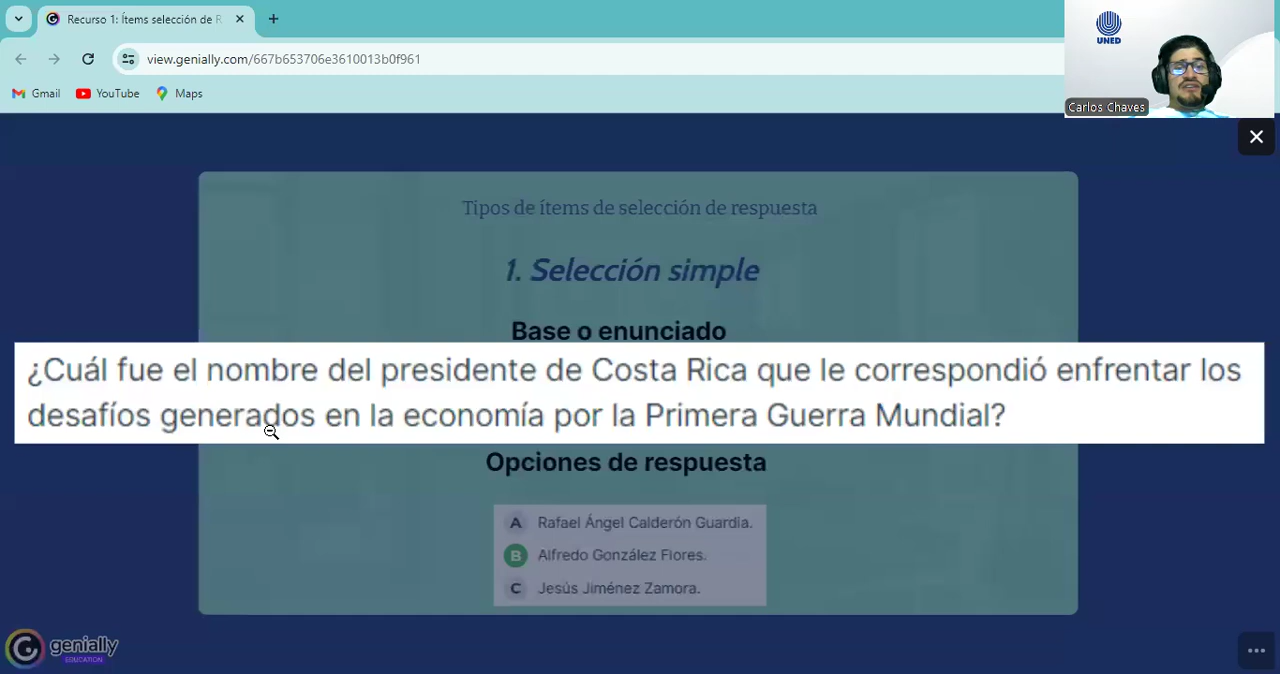 Recurso 1: Ítems selección de R
view.genially.com/667b653706e3610013b0f961
Gmail YouTube Maps
UNED
Carlos Chaves
Tipos de ítems de selección de respuesta
1. Selección simple
Base o enunciado
¿Cuál fue el nombre del presidente de Costa Rica que le correspondió enfrentar los
desafíos generados en la economía por la Primera Guerra Mundial?
Opciones de respuesta
A Rafael Ángel Calderón Guardia.
B Alfredo González Flores.
C Jesús Jiménez Zamora.
genially
EDUCATION